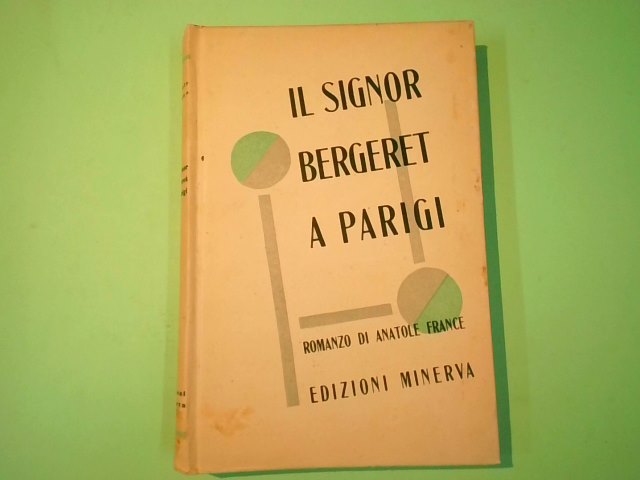 IL SIGNOR
BERGERET
A PARIGI
ROMANZO DI ANATOLE FRANCE
EDIZIONI MINERVA